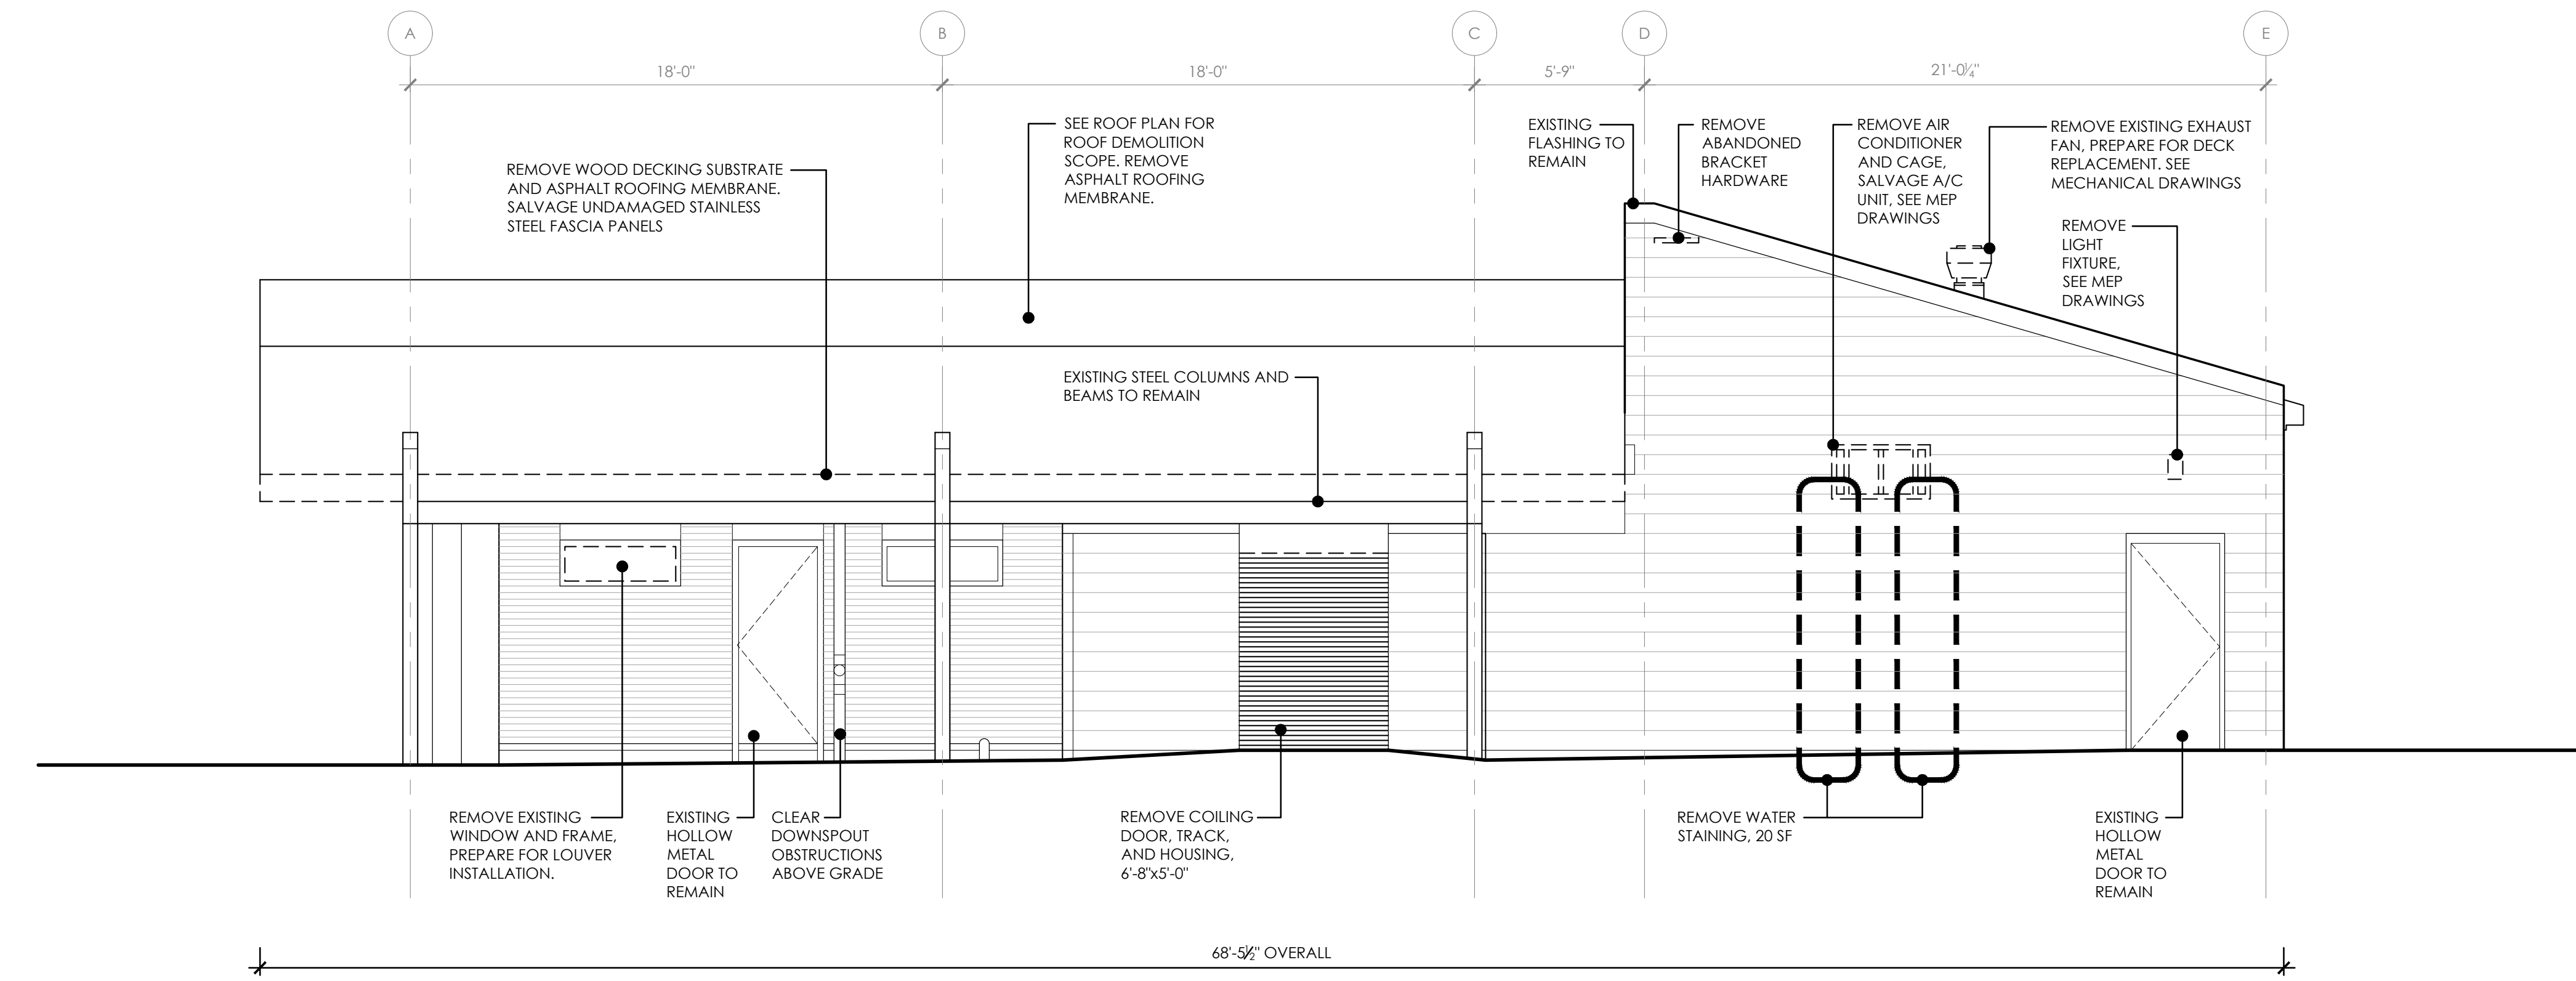 A
B
C
D
E
18'-0"
18'-0"
5'-9"
21'-0¼"
REMOVE WOOD DECKING SUBSTRATE
AND ASPHALT ROOFING MEMBRANE.
SALVAGE UNDAMAGED STAINLESS
STEEL FASCIA PANELS
SEE ROOF PLAN FOR
ROOF DEMOLITION
SCOPE. REMOVE
ASPHALT ROOFING
MEMBRANE.
EXISTING
FLASHING TO
REMAIN
REMOVE
ABANDONED
BRACKET
HARDWARE
REMOVE AIR
CONDITIONER
AND CAGE,
SALVAGE A/C
UNIT, SEE MEP
DRAWINGS
REMOVE EXISTING EXHAUST
FAN, PREPARE FOR DECK
REPLACEMENT. SEE
MECHANICAL DRAWINGS
REMOVE
LIGHT
FIXTURE,
SEE MEP
DRAWINGS
EXISTING STEEL COLUMNS AND
BEAMS TO REMAIN
REMOVE EXISTING
WINDOW AND FRAME,
PREPARE FOR LOUVER
INSTALLATION.
EXISTING
HOLLOW
METAL
DOOR TO
REMAIN
CLEAR
DOWNSPOUT
OBSTRUCTIONS
ABOVE GRADE
REMOVE COILING
DOOR, TRACK,
AND HOUSING,
6'-8"x5'-0"
REMOVE WATER
STAINING, 20 SF
EXISTING
HOLLOW
METAL
DOOR TO
REMAIN
68'-5½" OVERALL